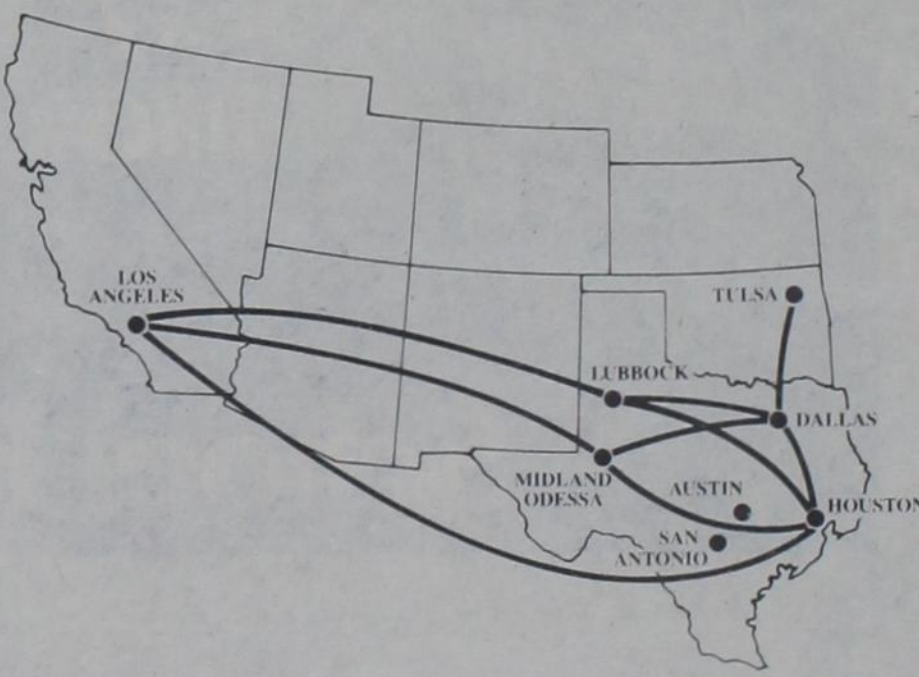 LOS
ANGELES
TULSA
LUBBOCK
DALLAS
MIDLAND
ODESSA
AUSTIN
HOUSTON
SAN
ANTONIO